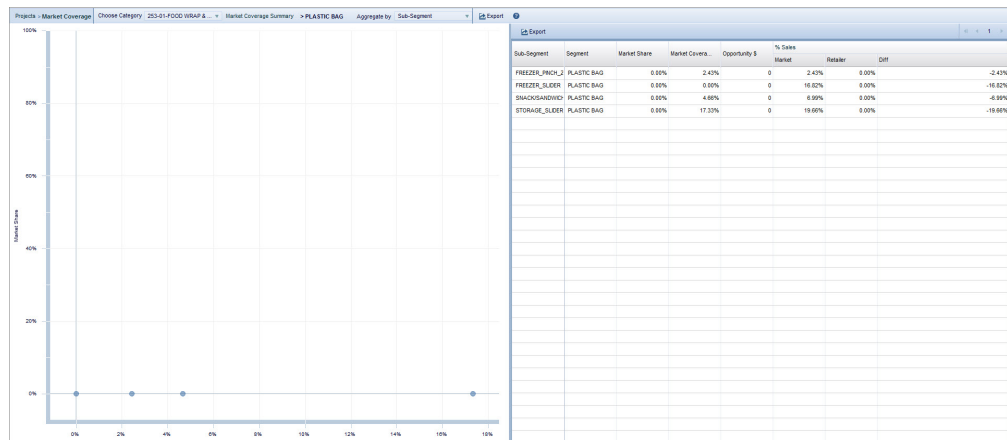 Projects > Market Coverage Choose Category 253-01-FOOD WRAP & ... Market Coverage Summary > PLASTIC BAG Aggregate by Sub-Segment Export
Export 1
Sub-Segment Segment Market Share Market Covera... Opportunity $ % Sales
Market Retailer Diff
FREEZER_PINCH_Z PLASTIC BAG 0.00% 2.43% 0 2.43% 0.00% -2.43%
FREEZER_SLIDER PLASTIC BAG 0.00% 0.00% 0 16.82% 0.00% -16.82%
SNACK/SANDWICH PLASTIC BAG 0.00% 4.66% 0 6.99% 0.00% -6.99%
STORAGE_SLIDER PLASTIC BAG 0.00% 17.33% 0 19.66% 0.00% -19.66%
100%
80%
60%
Market Share
40%
20%
0%
0% 2% 4% 6% 8% 10% 12% 14% 16% 18%